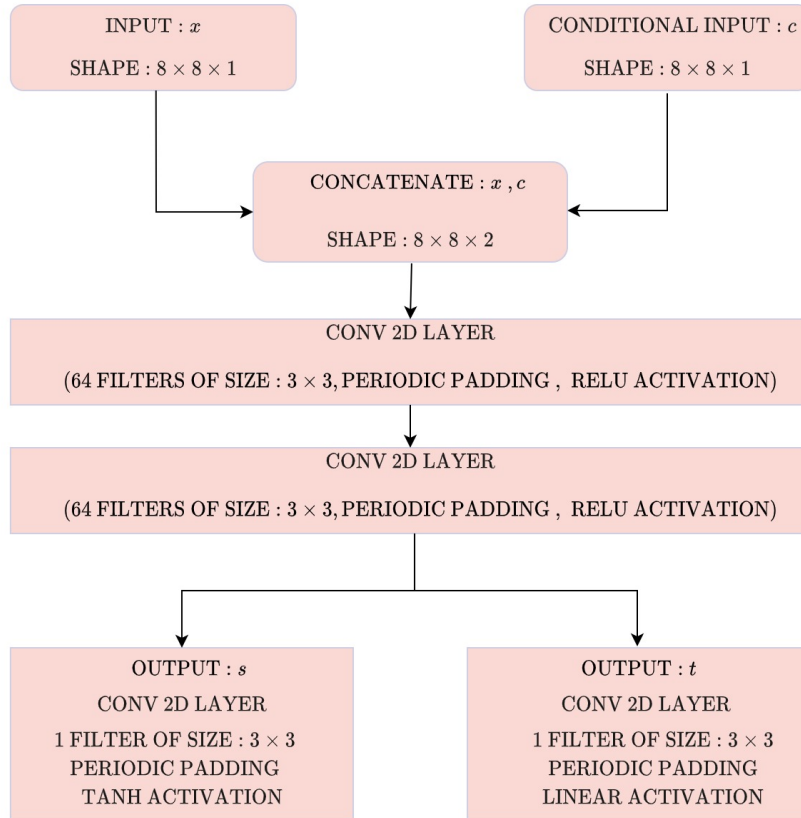 INPUT : x
SHAPE : 8 × 8 × 1
CONDITIONAL INPUT : c
SHAPE : 8 × 8 × 1
CONCATENATE : x , c
SHAPE : 8 × 8 × 2
CONV 2D LAYER
(64 FILTERS OF SIZE : 3 × 3, PERIODIC PADDING , RELU ACTIVATION)
CONV 2D LAYER
(64 FILTERS OF SIZE : 3 × 3, PERIODIC PADDING , RELU ACTIVATION)
OUTPUT : s
CONV 2D LAYER
1 FILTER OF SIZE : 3 × 3
PERIODIC PADDING
TANH ACTIVATION
OUTPUT : t
CONV 2D LAYER
1 FILTER OF SIZE : 3 × 3
PERIODIC PADDING
LINEAR ACTIVATION